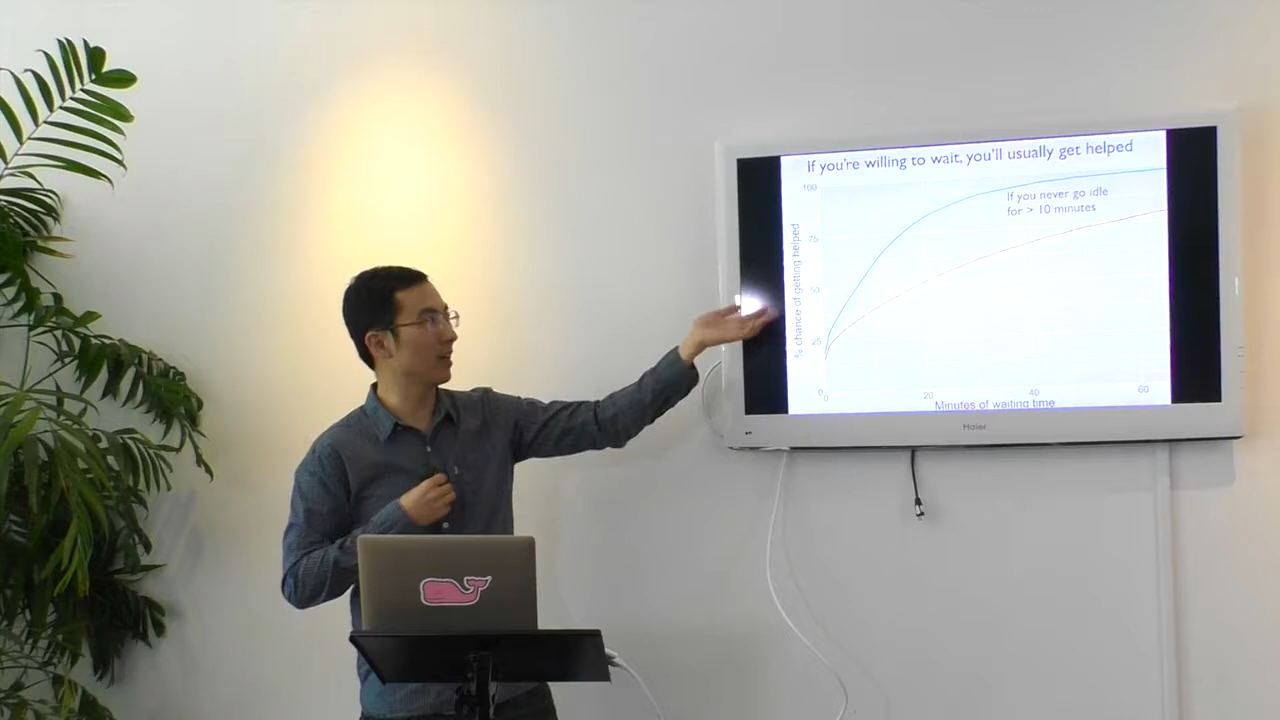 If you're willing to wait, you'll usually get helped
100
If you never go idle
for > 10 minutes
75
% chance of getting helped
50
25
0
0
20
40
60
Minutes of waiting time
Haier